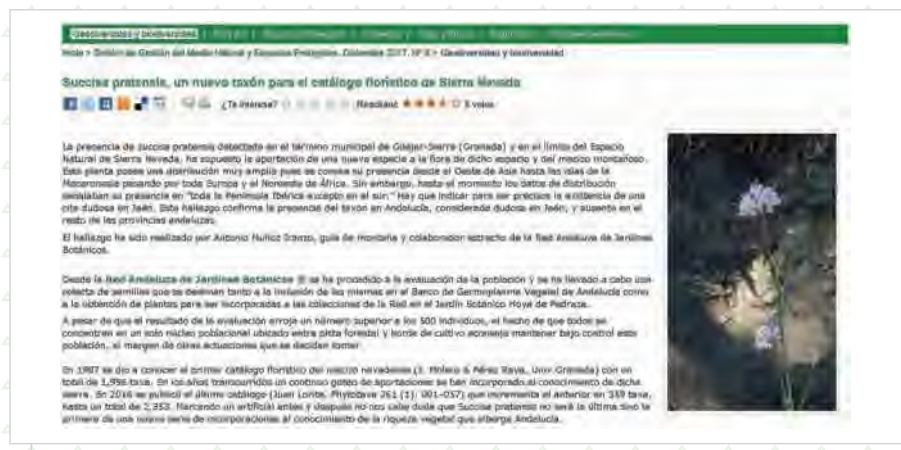 Geodiversidad y biodiversidad
Inicio > Boletín de Gestión del Medio Natural y Espacios Protegidos. Diciembre 2017. Nº 8 > Geodiversidad y biodiversidad
Succisa pratensis, un nuevo taxón para el catálogo florístico de Sierra Nevada
¿Te interesa? Resultado 5 votos
La presencia de succisa pratensis detectada en el término municipal de Güéjar-Sierra (Granada) y en el límite del Espacio
Natural de Sierra Nevada, ha supuesto la aportación de una nueva especie a la flora de dicho espacio y del macizo montañoso.
Esta planta posee una distribución muy amplia pues se conoce su presencia desde el Oeste de Asia hasta las islas de la
Macaronesia pasando por toda Europa y el Noroeste de África. Sin embargo, hasta el momento los datos de distribución
señalaban su presencia en "toda la Península Ibérica excepto en el sur." Hay que indicar para ser precisos la existencia de una
cita dudosa en Jaén. Este hallazgo confirma la presencia del taxón en Andalucía, considerada dudosa en Jaén, y ausente en el
resto de las provincias andaluzas.
El hallazgo ha sido realizado por Antonio Muñoz Iranzo, guía de montaña y colaborador estrecho de la Red Andaluza de Jardines
Botánicos.
Desde la Red Andaluza de Jardines Botánicos se ha procedido a la evaluación de la población y se ha llevado a cabo una
colecta de semillas que se destinan tanto a la inclusión de las mismas en el Banco de Germoplasma Vegetal de Andalucía como
a la obtención de plantas para ser incorporadas a las colecciones de la Red en el Jardín Botánico Hoya de Pedraza.
A pesar de que el resultado de la evaluación arroja un número superior a los 500 individuos, el hecho de que todos se
concentren en un solo núcleo poblacional ubicado entre pista forestal y borde de cultivo aconseja mantener bajo control esta
población, al margen de otras actuaciones que se decidan tomar
En 1987 se dio a conocer el primer catálogo florístico del macizo nevadense (J. Molero & Pérez Raya, Univ Granada) con un
total de 1,996 taxa. En los años transcurridos un continuo goteo de aportaciones se han incorporado al conocimiento de dicha
sierra. En 2016 se publicó el último catálogo (Juan Lorite, Phytotaxa 261 (1): 001-057) que incrementa el anterior en 359 taxa,
hasta un total de 2,353. Marcando un artificial antes y después no nos cabe duda que Succisa pratensis no será la última sino la
primera de una nueva serie de incorporaciones al conocimiento de la riqueza vegetal que alberga Andalucía.